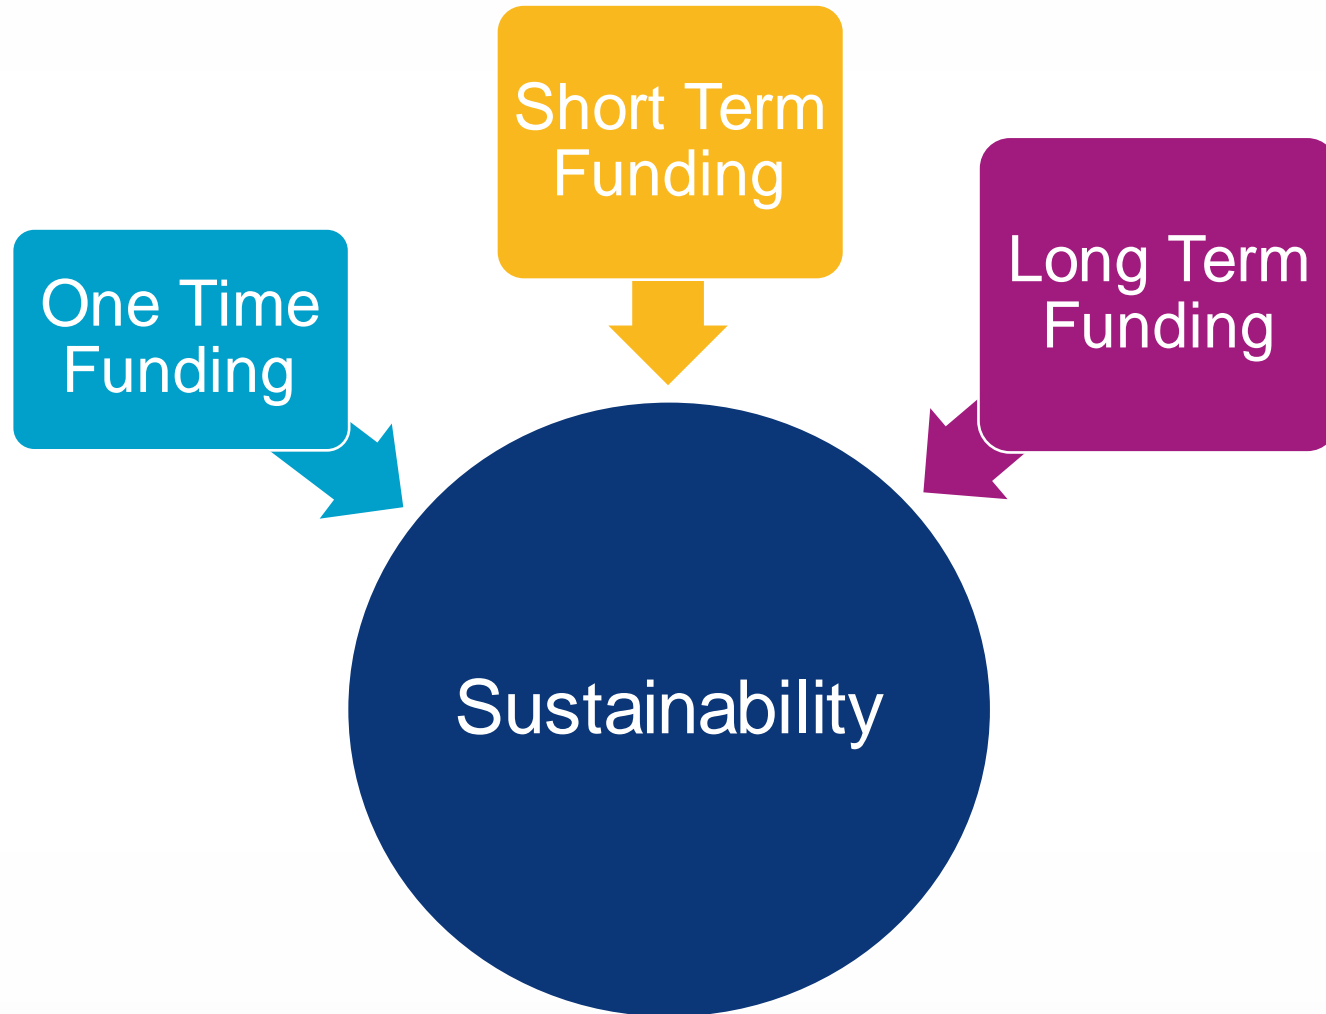 Short Term
Funding
One Time
Funding
Long Term
Funding
Sustainability